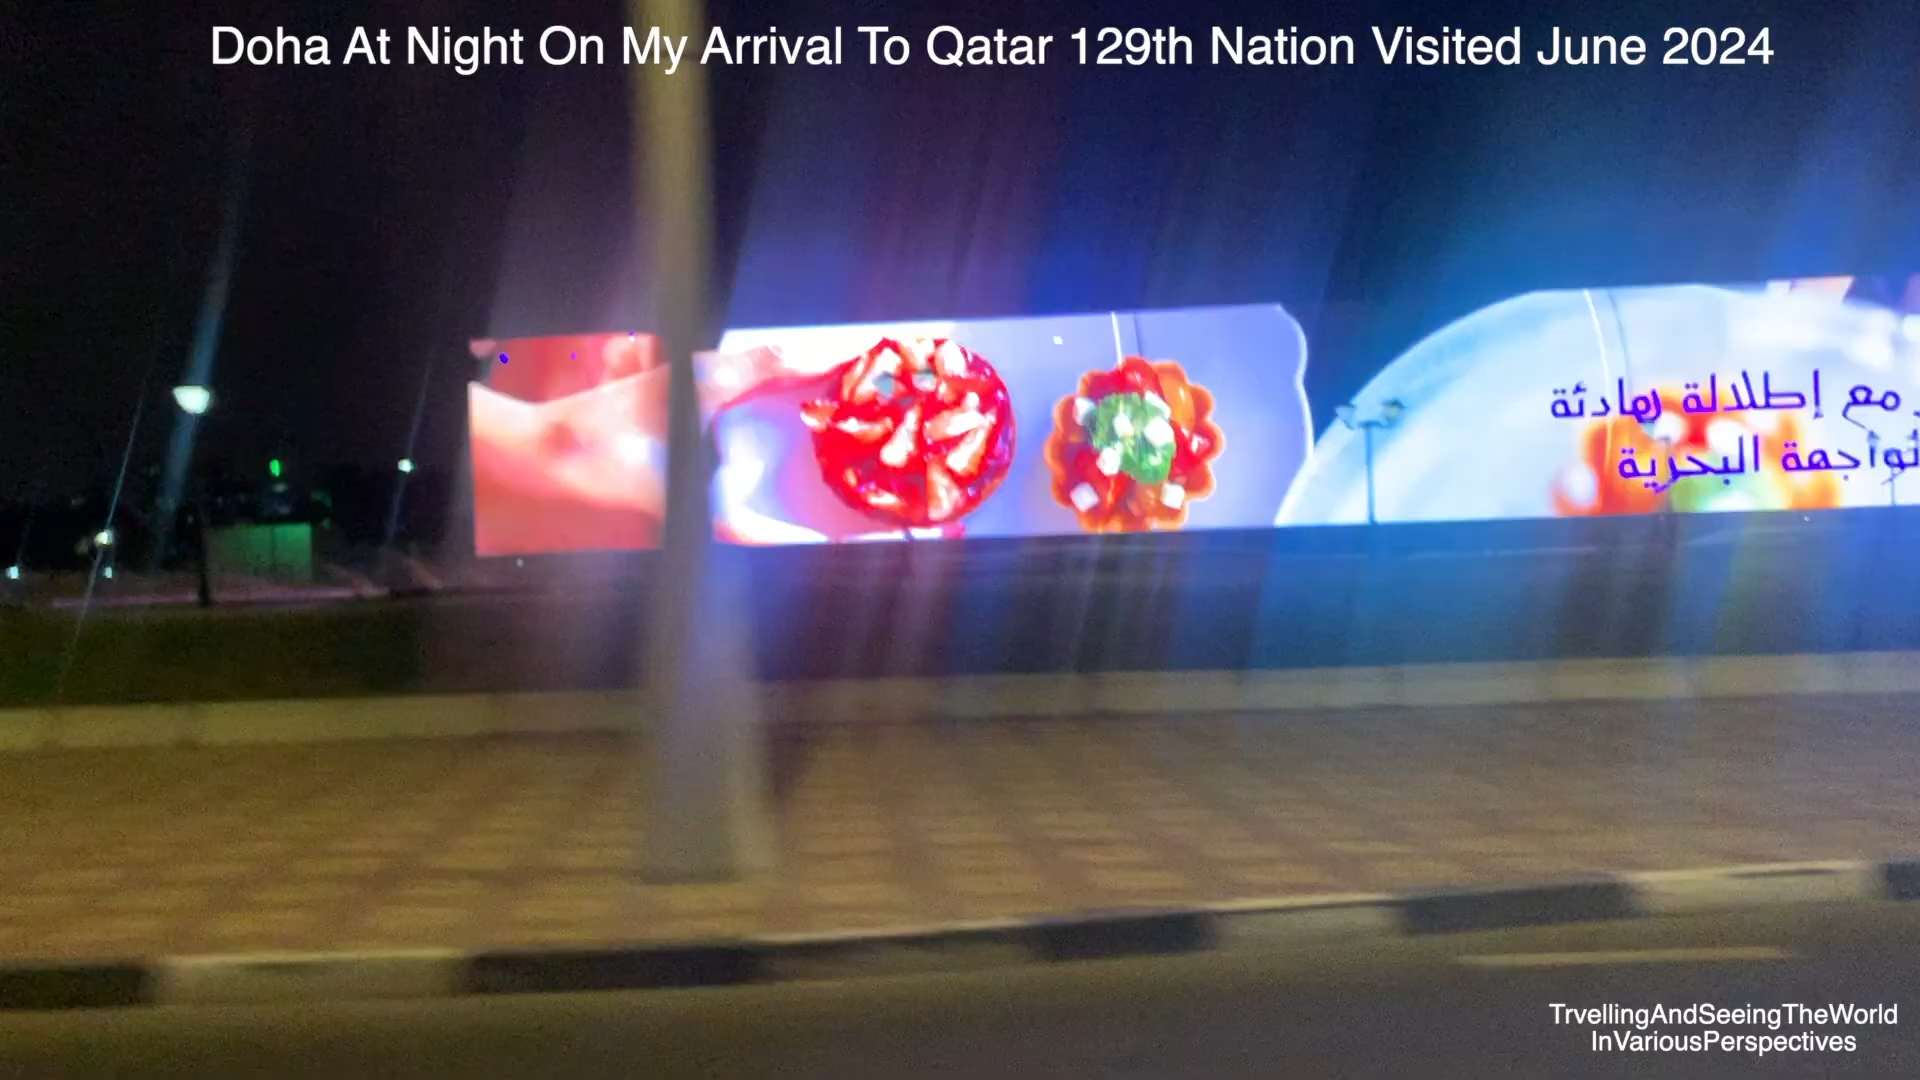 Doha At Night On My Arrival To Qatar 129th Nation Visited June 2024
مع إطلالة هادئة
البحرية
TrvellingAndSeeingTheWorld
InVariousPerspectives